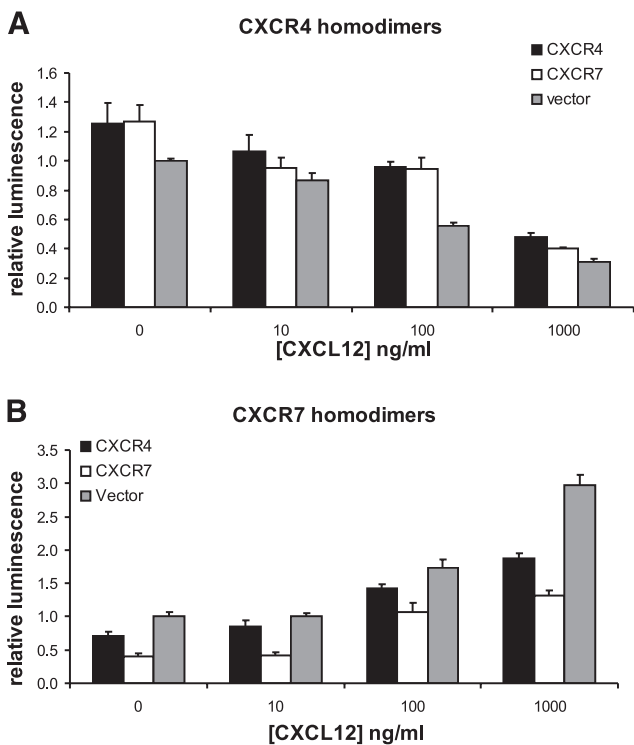 A
CXCR4 homodimers
CXCR4
CXCR7
vector
relative luminescence
1.6
1.4
1.2
1.0
0.8
0.6
0.4
0.2
0.0
0 10 100 1000
[CXCL12] ng/ml
B
CXCR7 homodimers
CXCR4
CXCR7
Vector
relative luminescence
3.5
3.0
2.5
2.0
1.5
1.0
0.5
0.0
0 10 100 1000
[CXCL12] ng/ml